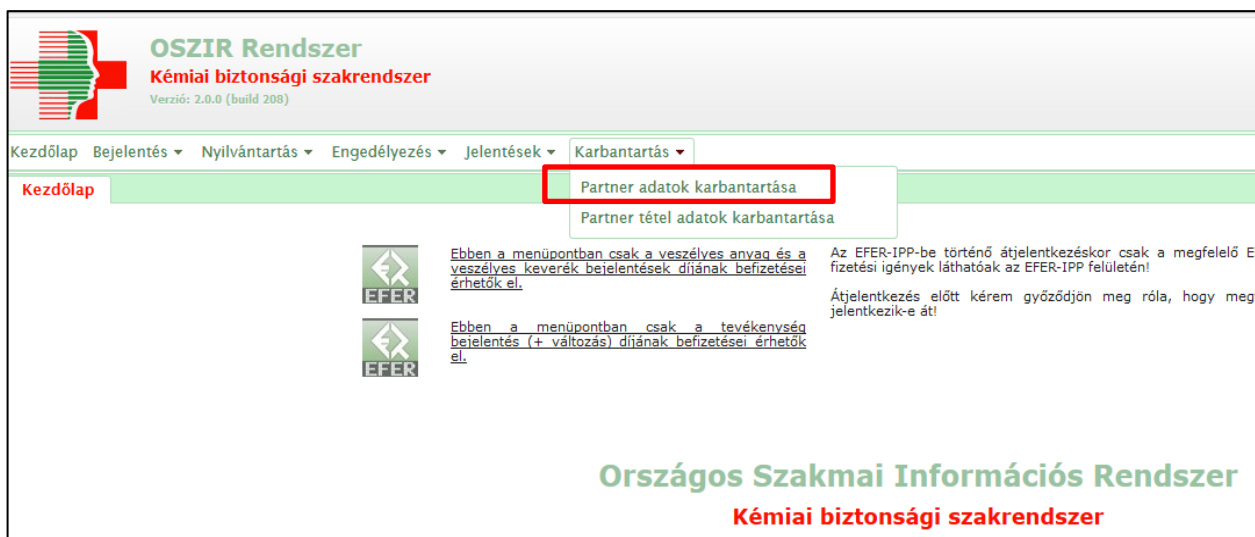 OSZIR Rendszer
Kémiai biztonsági szakrendszer
Verzió: 2.0.0 (build 208)
Kezdőlap Bejelentés Nyilvántartás Engedélyezés Jelentések Karbantartás
Kezdőlap
Partner adatok karbantartása
Partner tétel adatok karbantartása
EFER
Ebben a menüpontban csak a veszélyes anyag és a
veszélyes keverék bejelentések díjának befizetései
érhetők el.
EFER
Ebben a menüpontban csak a tevékenység
bejelentés (+ változás) díjának befizetései érhetők
el.
Az EFER-IPP-be történő átjelentkezéskor csak a megfelelő E
fizetési igények láthatóak az EFER-IPP felületén!
Átjelentkezés előtt kérem győződjön meg róla, hogy meg
jelentkezik-e át!
Országos Szakmai Információs Rendszer
Kémiai biztonsági szakrendszer